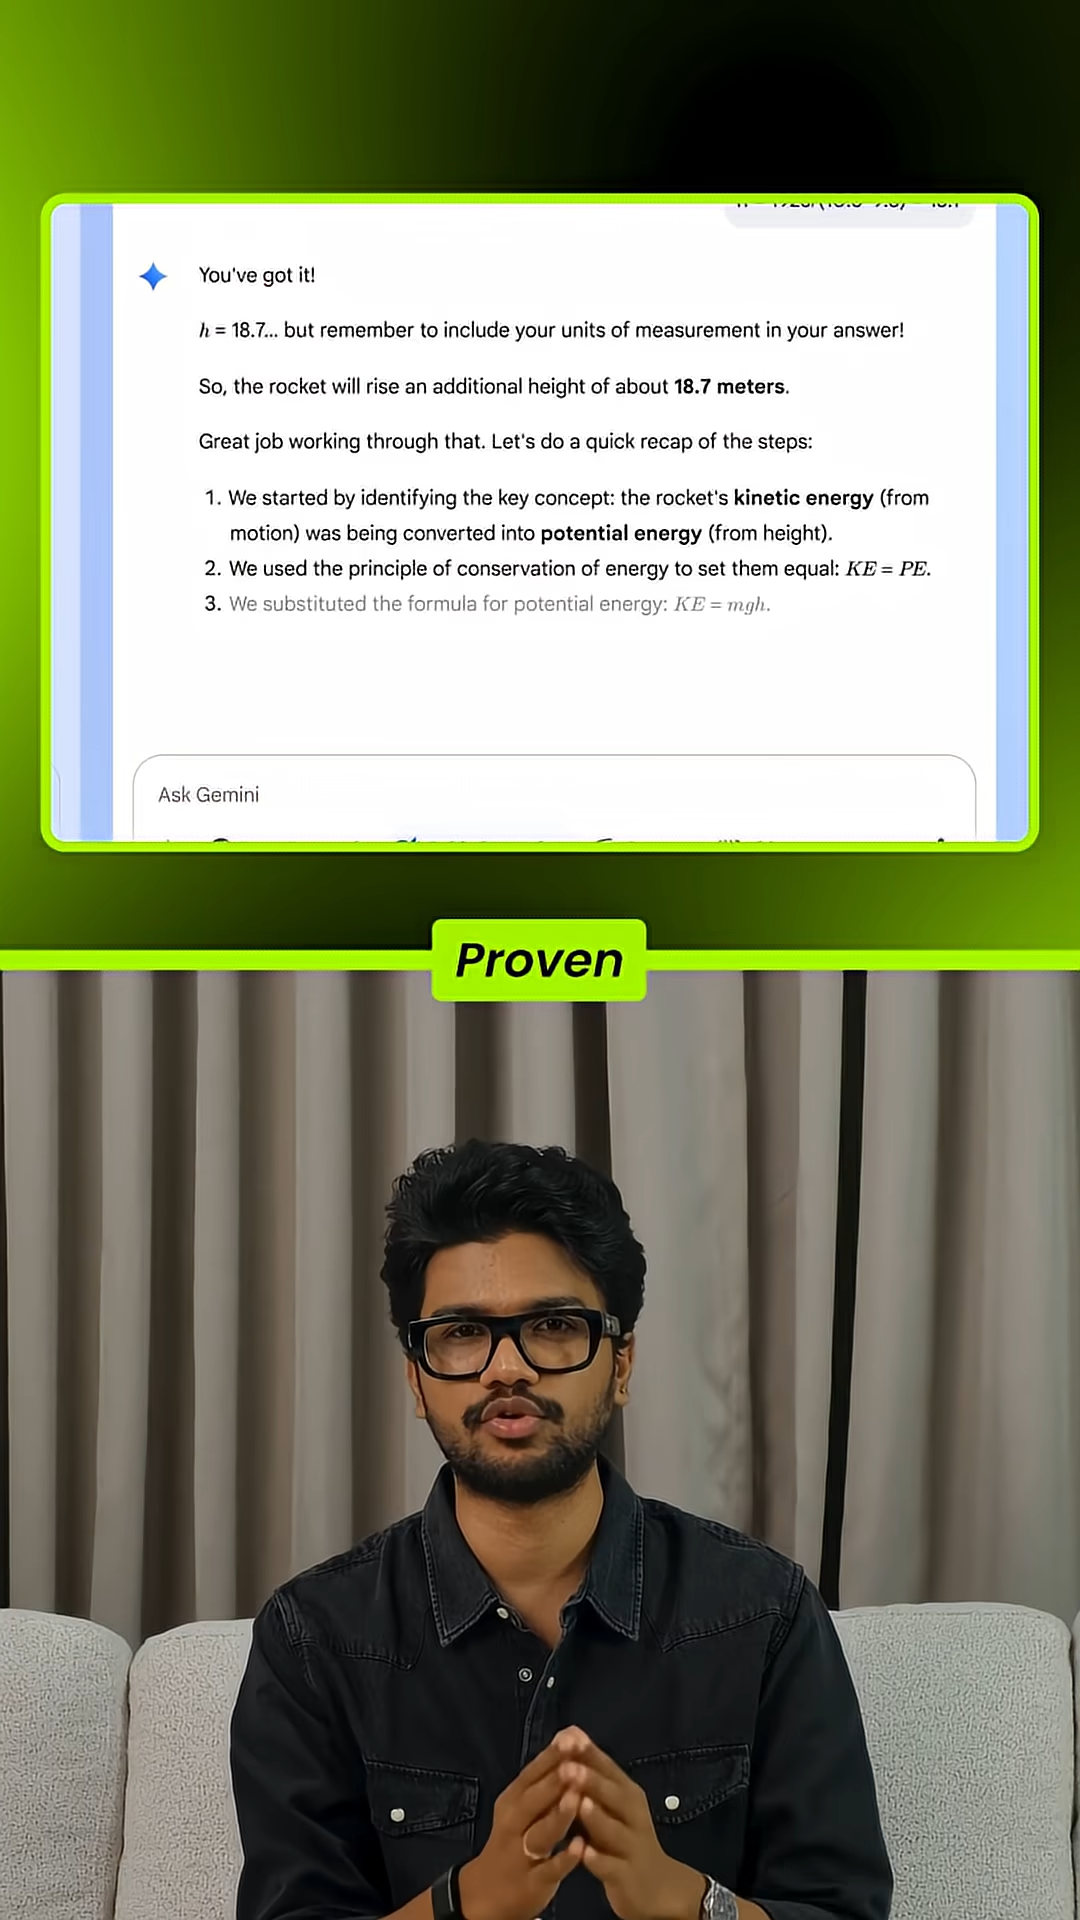 You've got it!
h = 18.7... but remember to include your units of measurement in your answer!
So, the rocket will rise an additional height of about 18.7 meters.
Great job working through that. Let's do a quick recap of the steps:
1. We started by identifying the key concept: the rocket's kinetic energy (from
motion) was being converted into potential energy (from height).
2. We used the principle of conservation of energy to set them equal: KE = PE.
3. We substituted the formula for potential energy: KE = mgh.
Ask Gemini
Proven